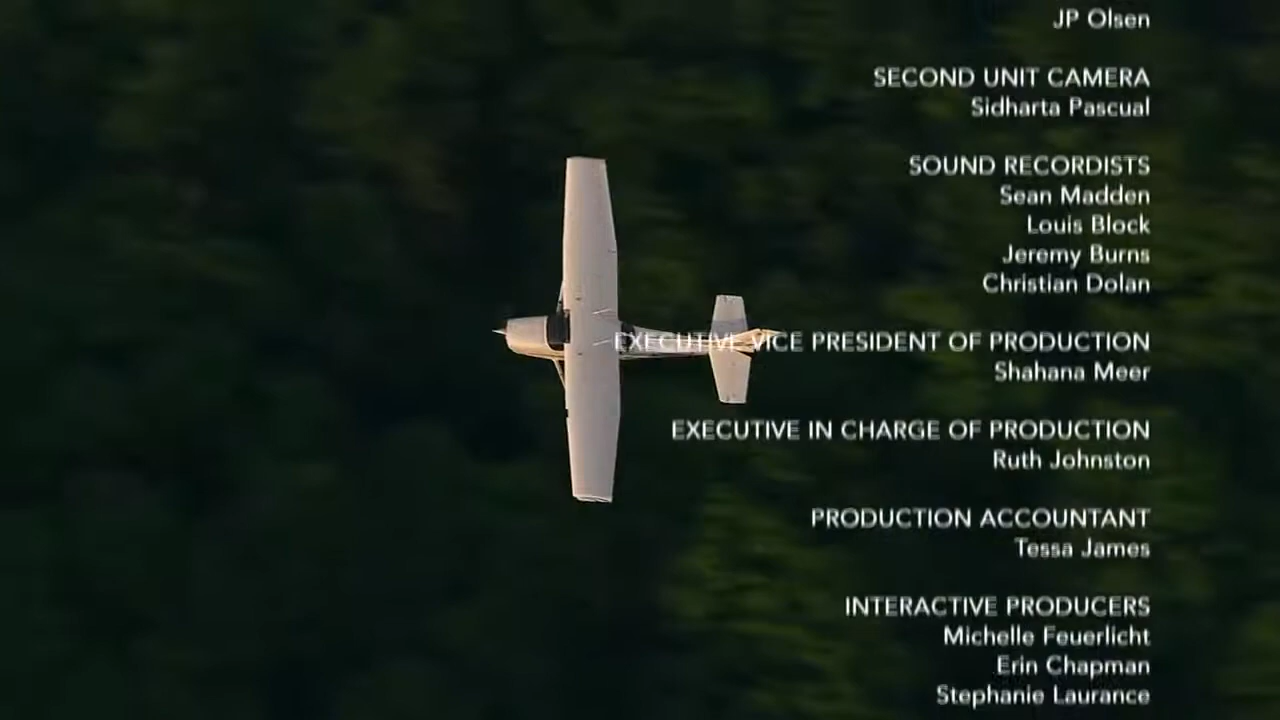 JP Olsen
SECOND UNIT CAMERA
Sidharta Pascual
SOUND RECORDISTS
Sean Madden
Louis Block
Jeremy Burns
Christian Dolan
EXECUTIVE VICE PRESIDENT OF PRODUCTION
Shahana Meer
EXECUTIVE IN CHARGE OF PRODUCTION
Ruth Johnston
PRODUCTION ACCOUNTANT
Tessa James
INTERACTIVE PRODUCERS
Michelle Feuerlicht
Erin Chapman
Stephanie Laurance